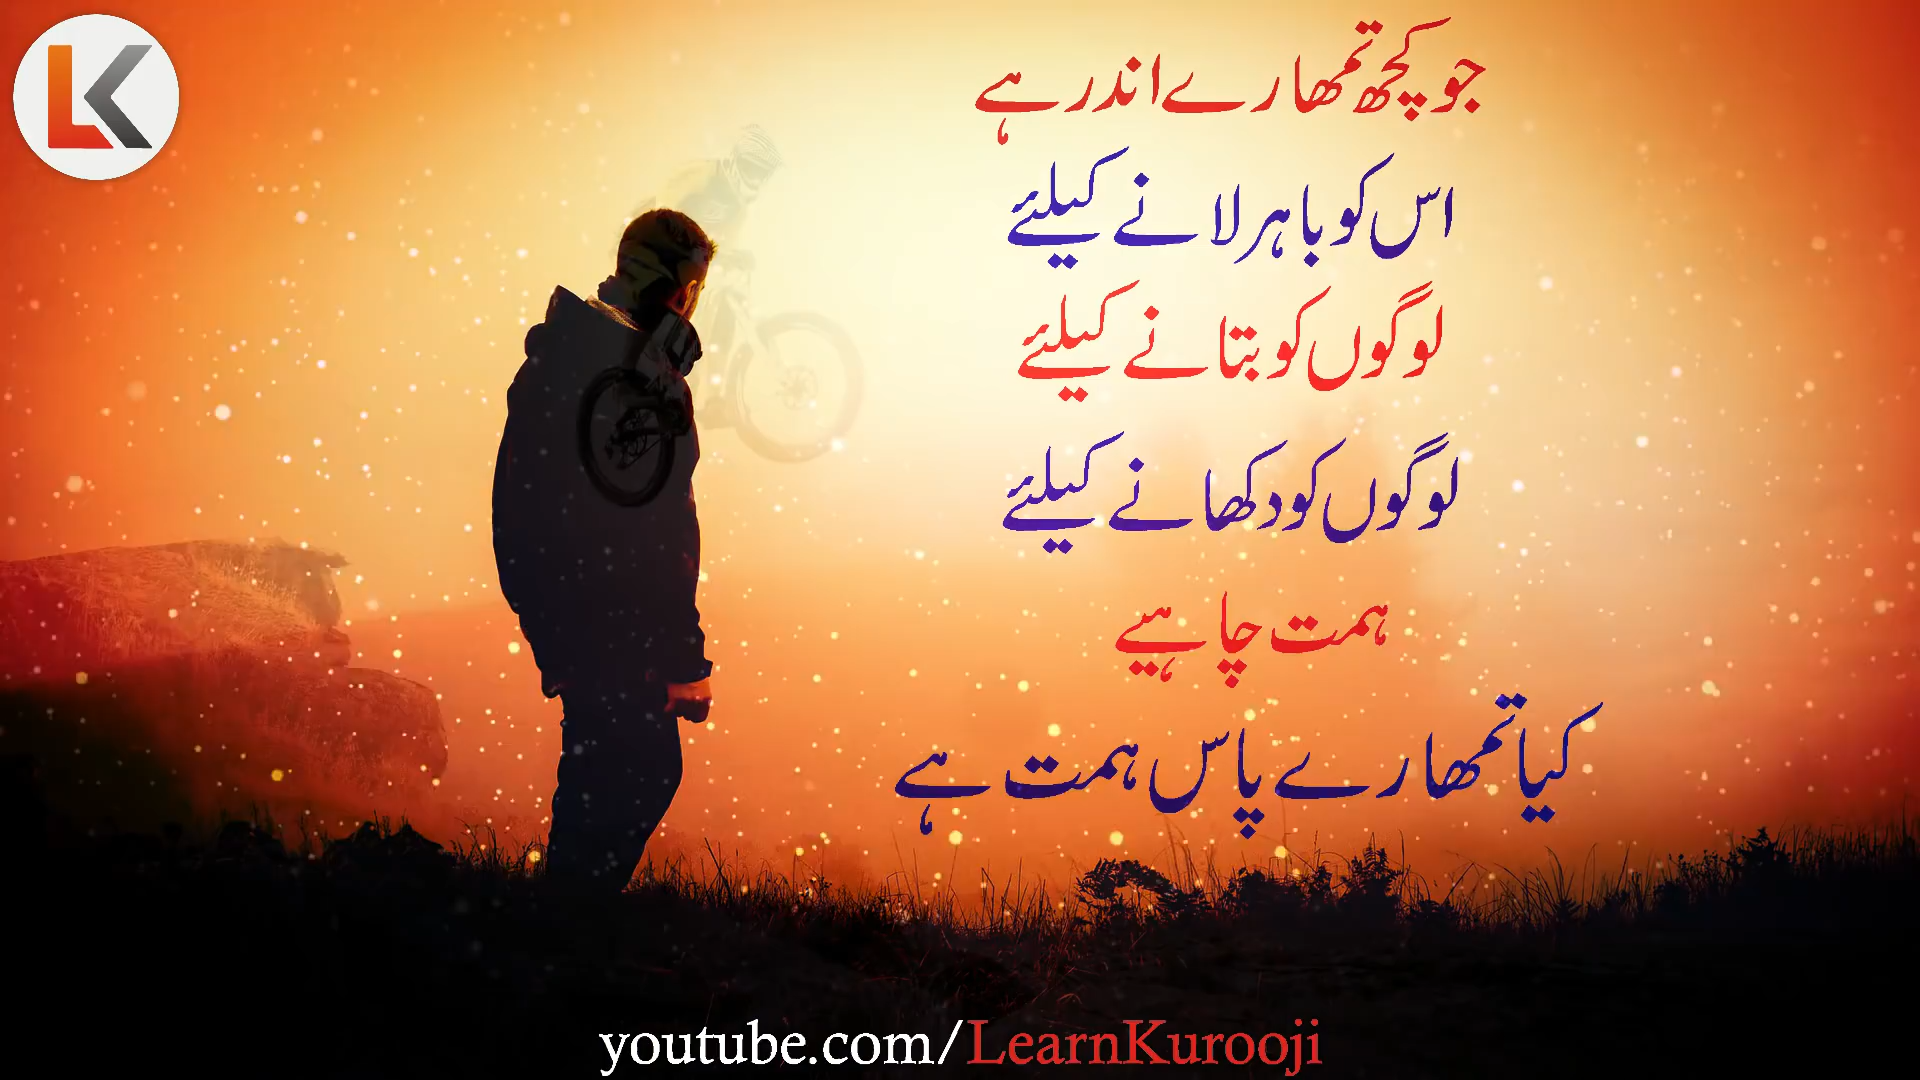 LK
جو کچھ تمھارے اندر ہے
اس کو باہر لانے کیلئے
لوگوں کو بتانے کیلئے
لوگوں کو دکھانے کیلئے
ہمت چاہیے
کیا تمھارے پاس ہمت ہے
youtube.com/LearnKurooji